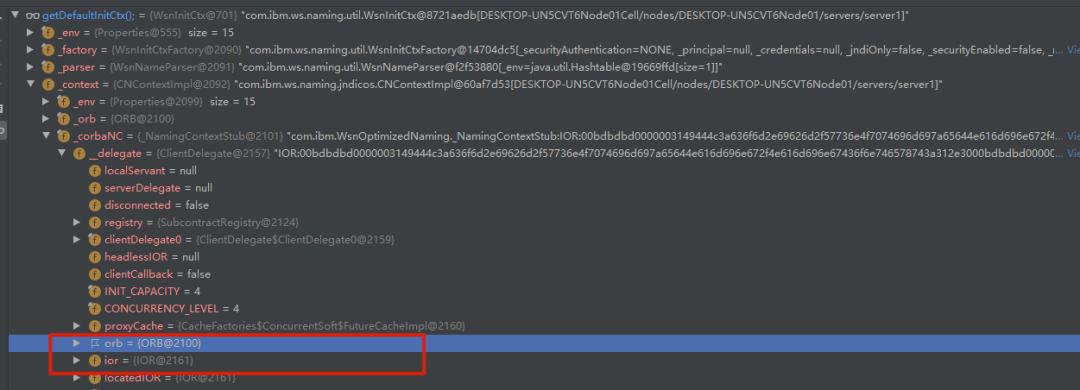 getDefaultInitCtx(); = {WsnInitCtx@701} "com.ibm.ws.naming.util.WsnInitCtx@8721aedb[DESKTOP-UN5CVT6Node01Cell/nodes/DESKTOP-UN5CVT6Node01/servers/server1]"
_env = {Properties@555} size = 15
_factory = {WsnInitCtxFactory@2090} "com.ibm.ws.naming.util.WsnInitCtxFactory@14704dc5[_securityAuthentication=NONE, _principal=null, _credentials=null, _jndiOnly=false, _securityEnabled=false,
_parser = {WsnNameParser@2091} "com.ibm.ws.naming.util.WsnNameParser@f2f53880[_env=java.util.Hashtable@19669ffd[size=1]]"
_context = {CNContextImpl@2092} "com.ibm.ws.naming.jndicos.CNContextImpl@60af7d53[DESKTOP-UN5CVT6Node01Cell/nodes/DESKTOP-UN5CVT6Node01/servers/server1]"
_env = {Properties@2099} size = 15
_orb = {ORB@2100}
_corbaNC = {_NamingContextStub@2101} "com.ibm.WsnOptimizedNaming._NamingContextStub:IOR:00bdbdbd0000003149444c3a636f6d2e69626d2f57736e4f7074696d697a65644e616d696e672f4... Vie
__delegate = {ClientDelegate@2157} "IOR:00bdbdbd0000003149444c3a636f6d2e69626d2f57736e4f7074696d697a65644e616d696e672f4e616d696e67436f6e746578743a312e3000bdbdbd00000... Vie
localServant = null
serverDelegate = null
disconnected = false
registry = {SubcontractRegistry@2124}
clientDelegate0 = {ClientDelegate$ClientDelegate0@2159}
headlessIOR = null
clientCallback = false
INIT_CAPACITY = 4
CONCURRENCY_LEVEL = 4
proxyCache = {CacheFactories$ConcurrentSoft$FutureCacheImpl@2160}
orb = {ORB@2100}
ior = {IOR@2161}
locatedIOR = {IOR@2161}